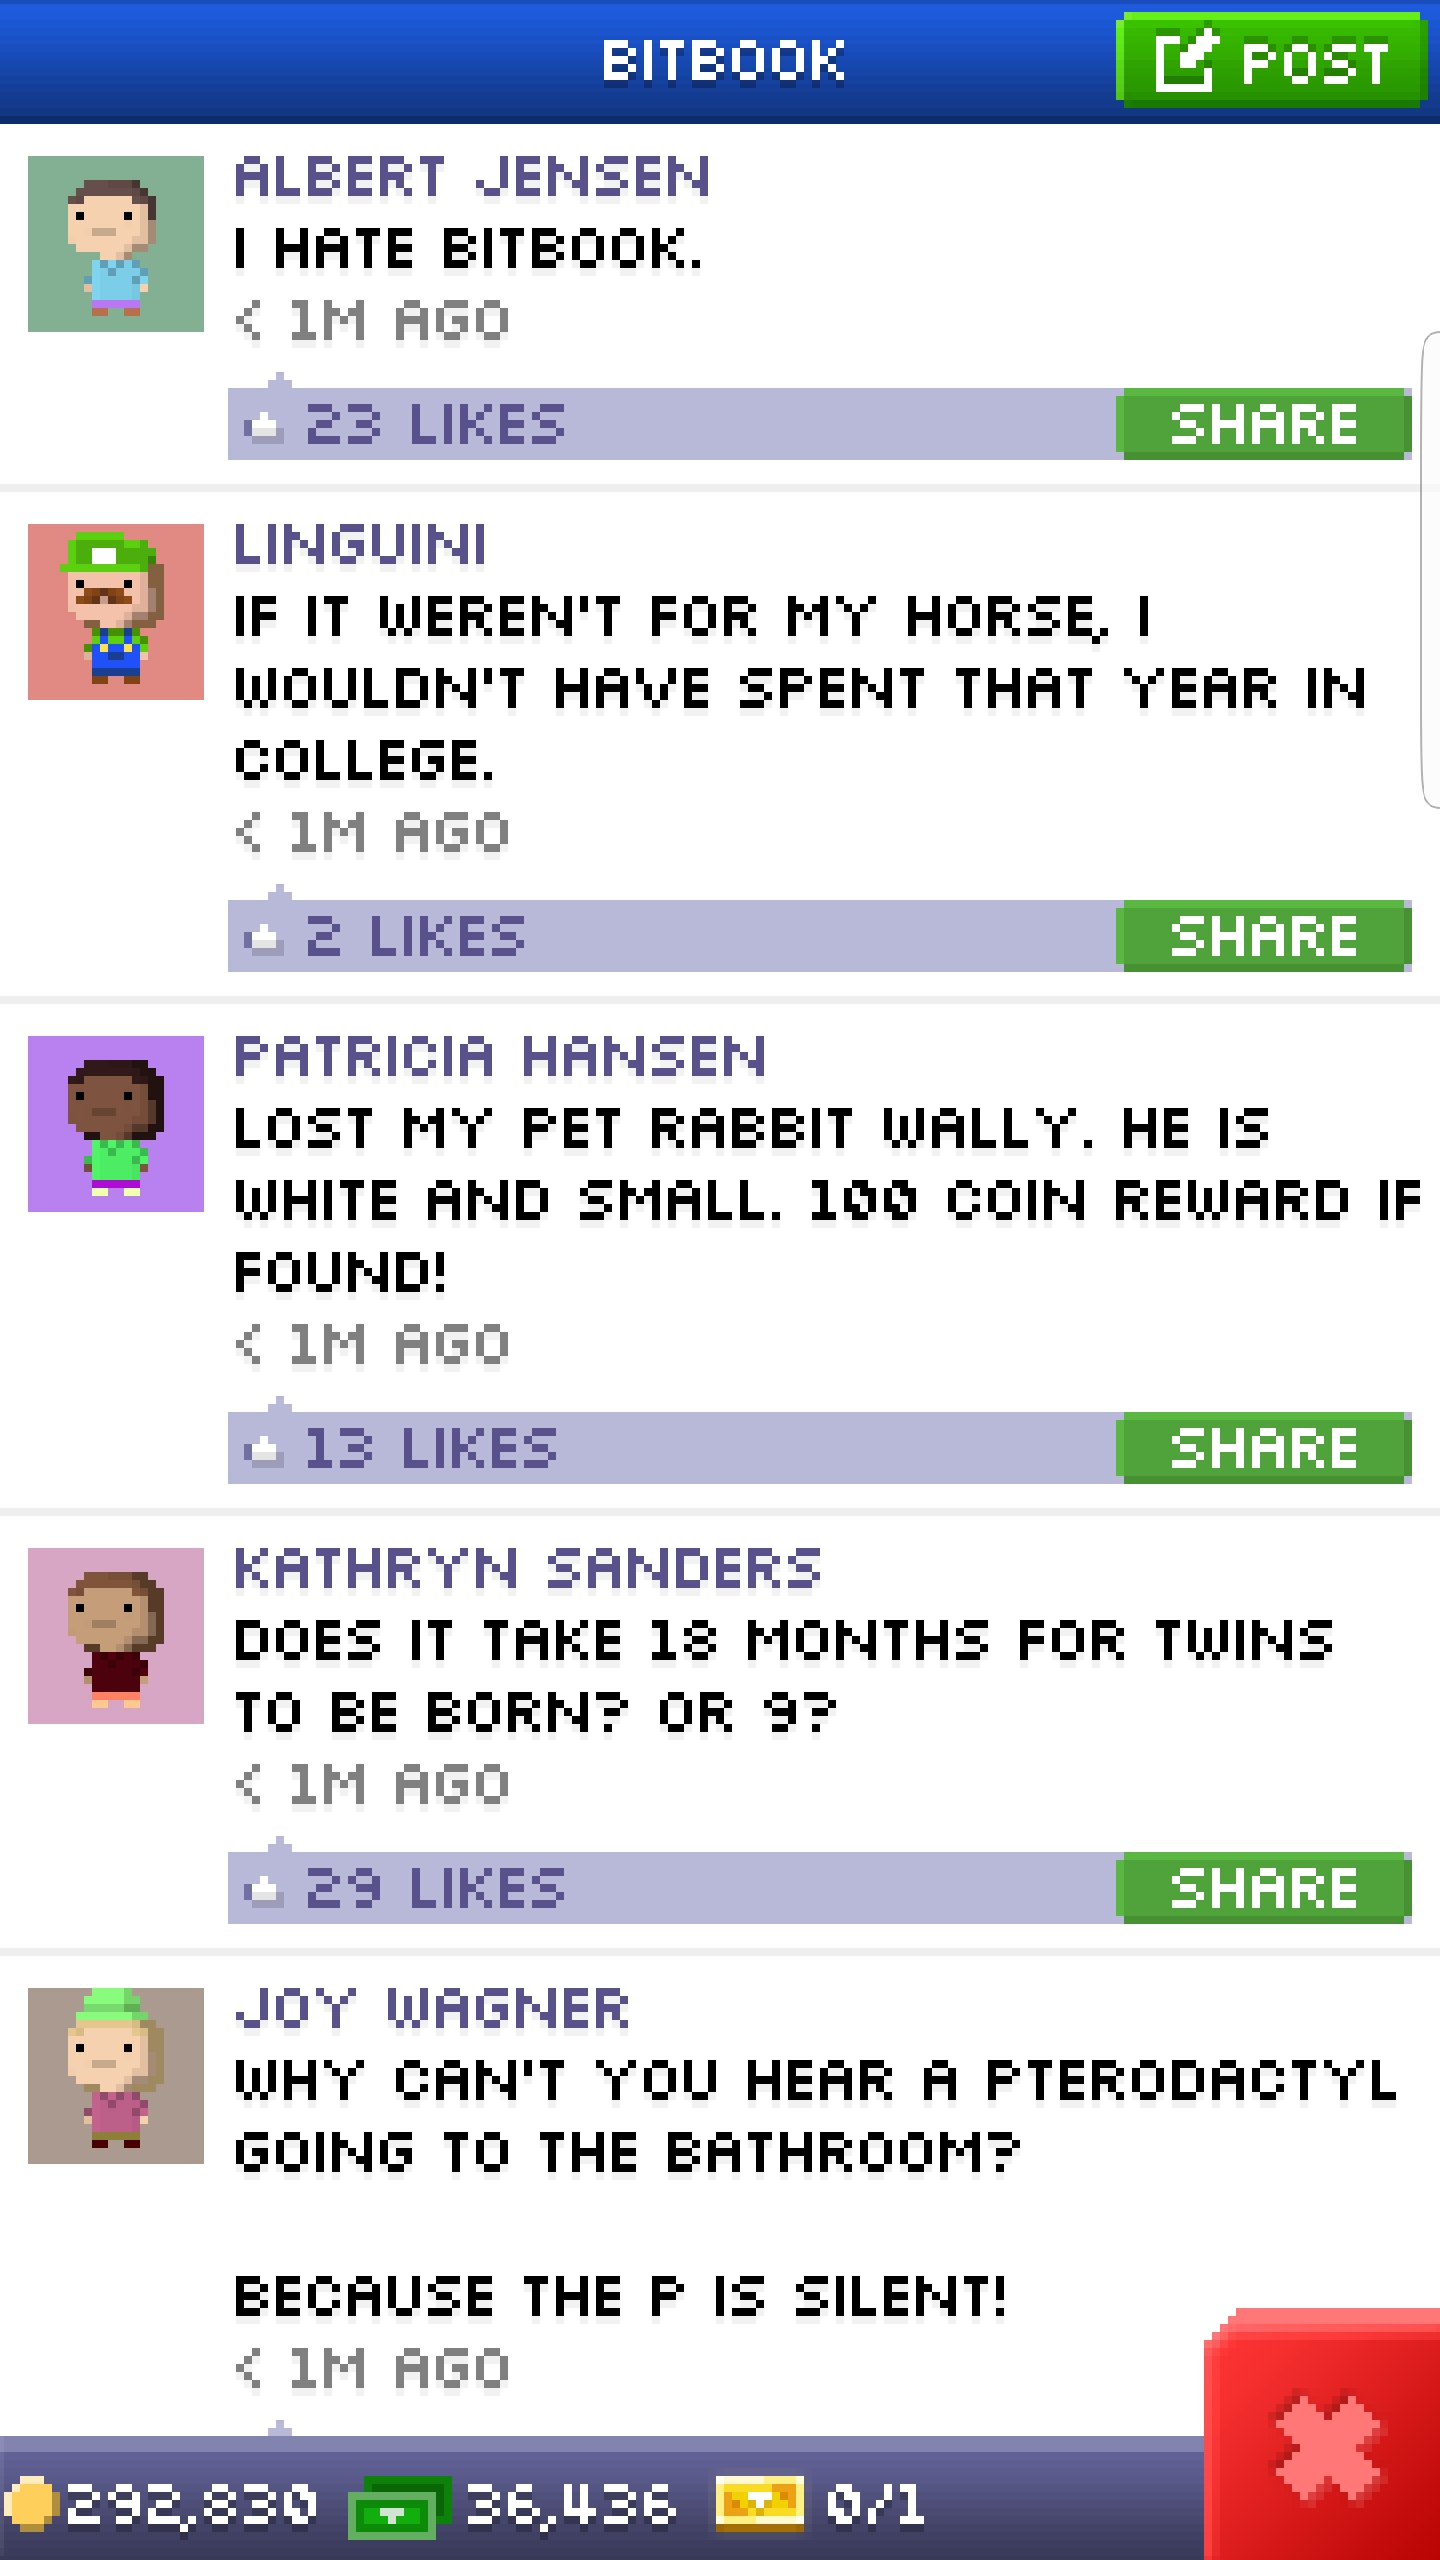 BITBOOK
POST
ALBERT JENSEN
I HATE BITBOOK.
< 1M AGO
23 LIKES
SHARE
LINGUINI
IF IT WEREN'T FOR MY HORSE, I
WOULDN'T HAVE SPENT THAT YEAR IN
COLLEGE.
< 1M AGO
2 LIKES
SHARE
PATRICIA HANSEN
LOST MY PET RABBIT WALLY. HE IS
WHITE AND SMALL. 100 COIN REWARD IF
FOUND!
< 1M AGO
13 LIKES
SHARE
KATHRYN SANDERS
DOES IT TAKE 18 MONTHS FOR TWINS
TO BE BORN? OR 9?
< 1M AGO
29 LIKES
SHARE
JOY WAGNER
WHY CAN'T YOU HEAR A PTERODACTYL
GOING TO THE BATHROOM?
BECAUSE THE P IS SILENT!
< 1M AGO
292,830 36,436 0/1